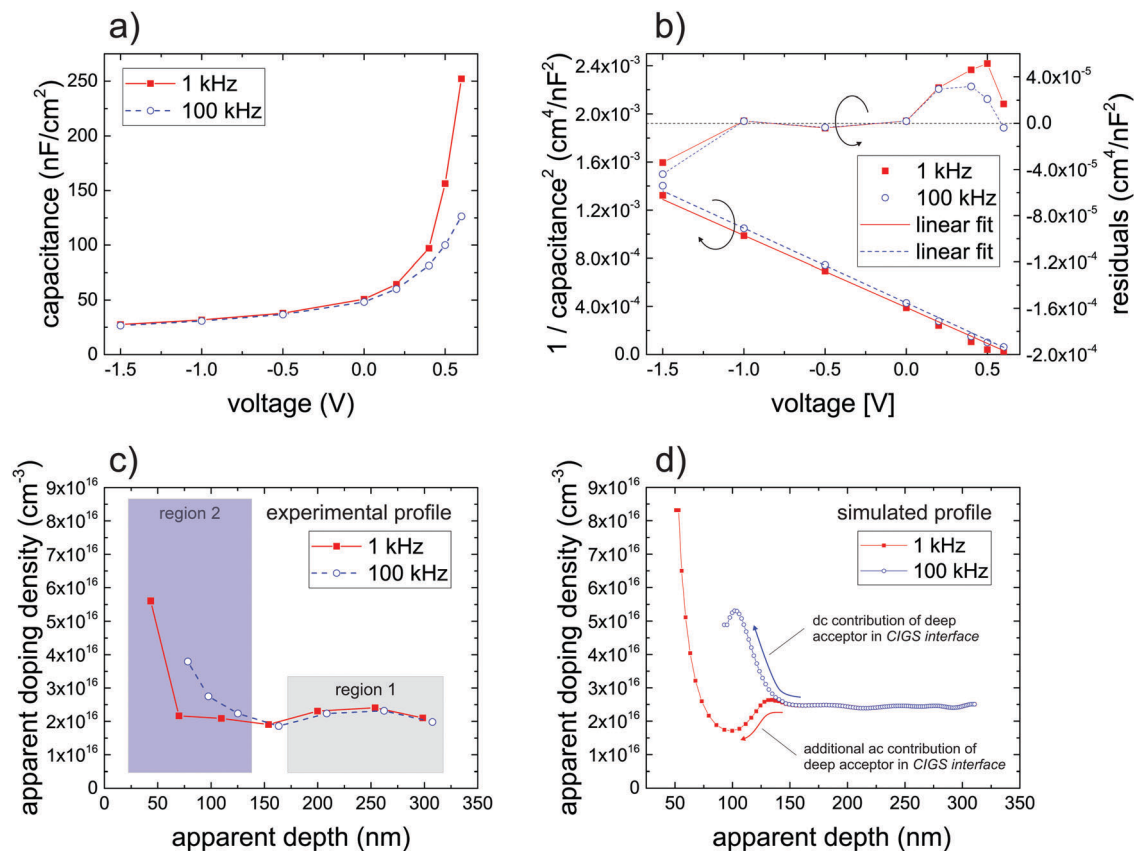 a)
capacitance (nF/cm²)
250
200
150
100
50
0
1 kHz
100 kHz
-1.5
-1.0
-0.5
0.0
0.5
voltage (V)
b)
1 / capacitance² (cm⁴/nF²)
2.4x10⁻³
2.0x10⁻³
1.6x10⁻³
1.2x10⁻³
8.0x10⁻⁴
4.0x10⁻⁴
0.0
4.0x10⁻⁵
0.0
-4.0x10⁻⁵
-8.0x10⁻⁵
-1.2x10⁻⁴
-1.6x10⁻⁴
-2.0x10⁻⁴
residuals (cm⁴/nF²)
1 kHz
100 kHz
linear fit
linear fit
-1.5
-1.0
-0.5
0.0
0.5
voltage [V]
c)
apparent doping density (cm⁻³)
9x10¹⁶
8x10¹⁶
7x10¹⁶
6x10¹⁶
5x10¹⁶
4x10¹⁶
3x10¹⁶
2x10¹⁶
1x10¹⁶
0
region 2
experimental profile
1 kHz
100 kHz
region 1
0
50
100
150
200
250
300
350
apparent depth (nm)
d)
apparent doping density (cm⁻³)
9x10¹⁶
8x10¹⁶
7x10¹⁶
6x10¹⁶
5x10¹⁶
4x10¹⁶
3x10¹⁶
2x10¹⁶
1x10¹⁶
0
simulated profile
1 kHz
100 kHz
dc contribution of deep
acceptor in CIGS interface
additional ac contribution of
deep acceptor in CIGS interface
50
100
150
200
250
300
350
apparent depth (nm)